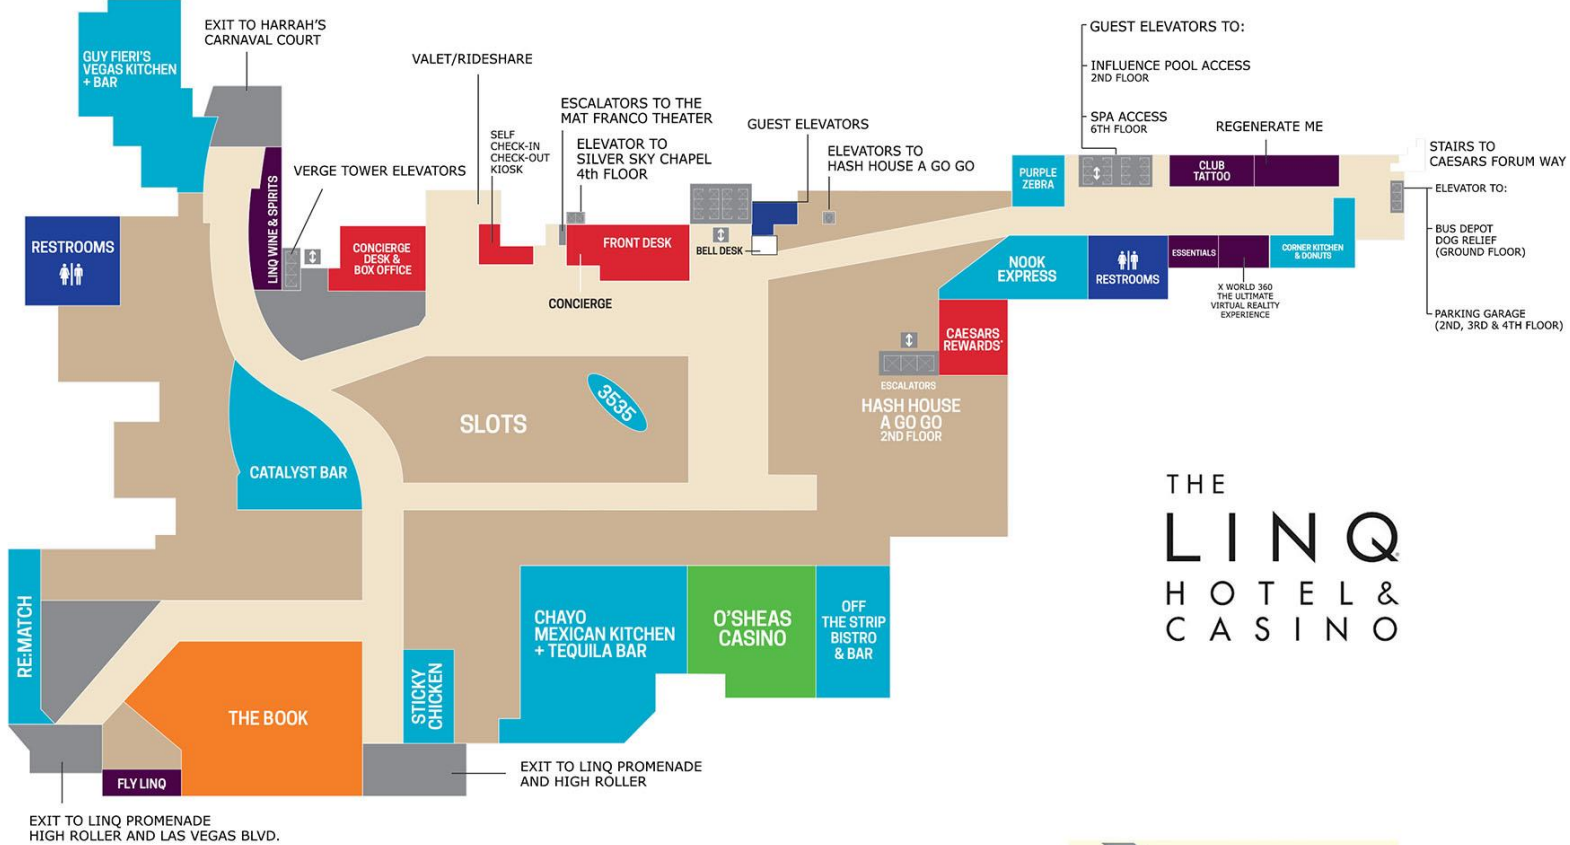 GUY FIERI'S
VEGAS KITCHEN
+ BAR
EXIT TO HARRAH'S
CARNAVAL COURT
VALET/RIDESHARE
ESCALATORS TO THE
MAT FRANCO THEATER
SELF
CHECK-IN
CHECK-OUT
KIOSK
ELEVATOR TO
SILVER SKY CHAPEL
4th FLOOR
GUEST ELEVATORS
ELEVATORS TO
HASH HOUSE A GO GO
GUEST ELEVATORS TO:
INFLUENCE POOL ACCESS
2ND FLOOR
SPA ACCESS
6TH FLOOR
REGENERATE ME
STAIRS TO
CAESARS FORUM WAY
ELEVATOR TO:
BUS DEPOT
DOG RELIEF
(GROUND FLOOR)
PARKING GARAGE
(2ND, 3RD & 4TH FLOOR)
VERGE TOWER ELEVATORS
LINQ WINE & SPIRITS
RESTROOMS
CONCIERGE
DESK &
BOX OFFICE
FRONT DESK
CONCIERGE
BELL DESK
PURPLE
ZEBRA
CLUB
TATTOO
NOOK
EXPRESS
RESTROOMS
ESSENTIALS
CORNER KITCHEN
& DONUTS
X WORLD 360
THE ULTIMATE
VIRTUAL REALITY
EXPERIENCE
CAESARS
REWARDS
ESCALATORS
HASH HOUSE
A GO GO
2ND FLOOR
SLOTS
3535
CATALYST BAR
THE
LINQ
HOTEL &
CASINO
RE:MATCH
THE BOOK
STICKY
CHICKEN
CHAYO
MEXICAN KITCHEN
+ TEQUILA BAR
O'SHEAS
CASINO
OFF
THE STRIP
BISTRO
& BAR
FLY LINQ
EXIT TO LINQ PROMENADE
AND HIGH ROLLER
EXIT TO LINQ PROMENADE
HIGH ROLLER AND LAS VEGAS BLVD.